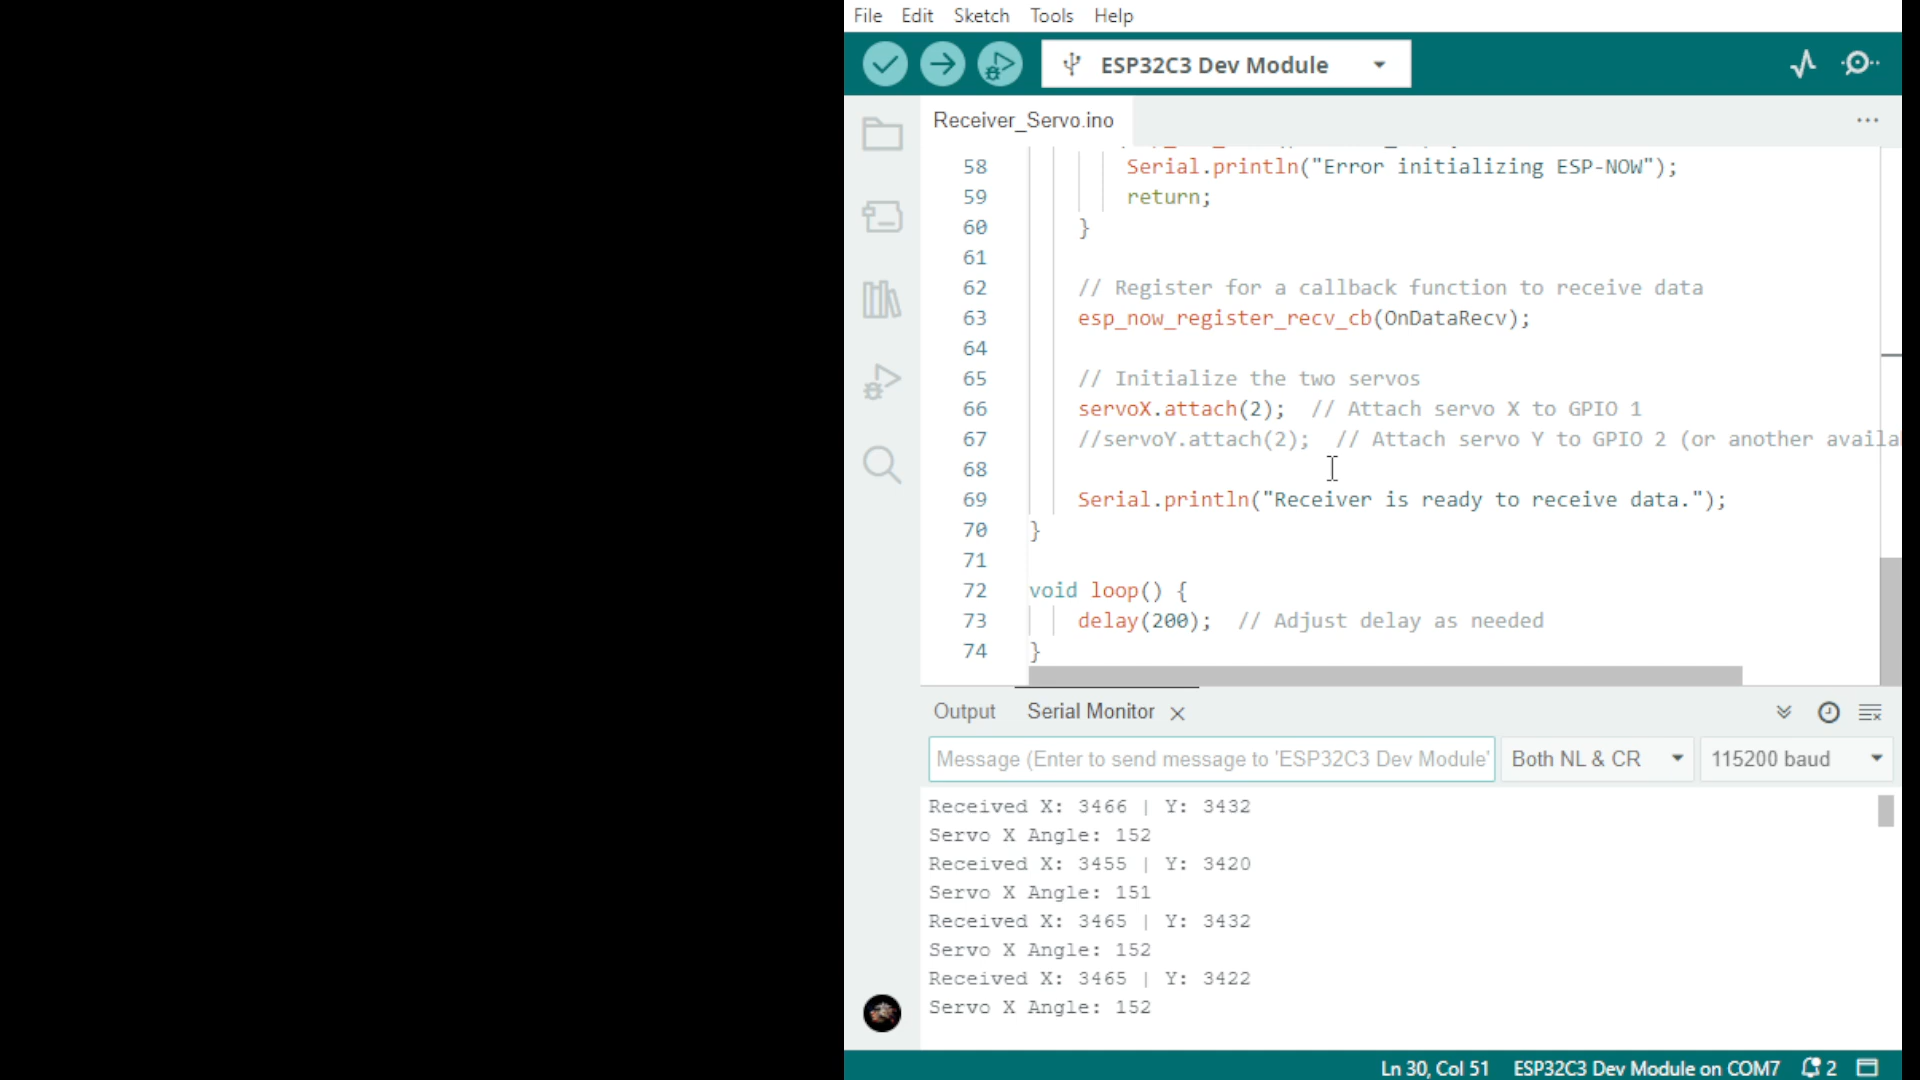 File Edit Sketch Tools Help
ESP32C3 Dev Module
Receiver_Servo.ino
58 Serial.println("Error initializing ESP-NOW");
59 return;
60 }
61
62 // Register for a callback function to receive data
63 esp_now_register_recv_cb(OnDataRecv);
64
65 // Initialize the two servos
66 servoX.attach(2); // Attach servo X to GPIO 1
67 //servoY.attach(2); // Attach servo Y to GPIO 2 (or another availa
68
69 Serial.println("Receiver is ready to receive data.");
70 }
71
72 void loop() {
73 delay(200); // Adjust delay as needed
74 }
Output Serial Monitor
Message (Enter to send message to 'ESP32C3 Dev Module' Both NL & CR 115200 baud
Received X: 3466 | Y: 3432
Servo X Angle: 152
Received X: 3455 | Y: 3420
Servo X Angle: 151
Received X: 3465 | Y: 3432
Servo X Angle: 152
Received X: 3465 | Y: 3422
Servo X Angle: 152
Ln 30, Col 51 ESP32C3 Dev Module on COM7 2